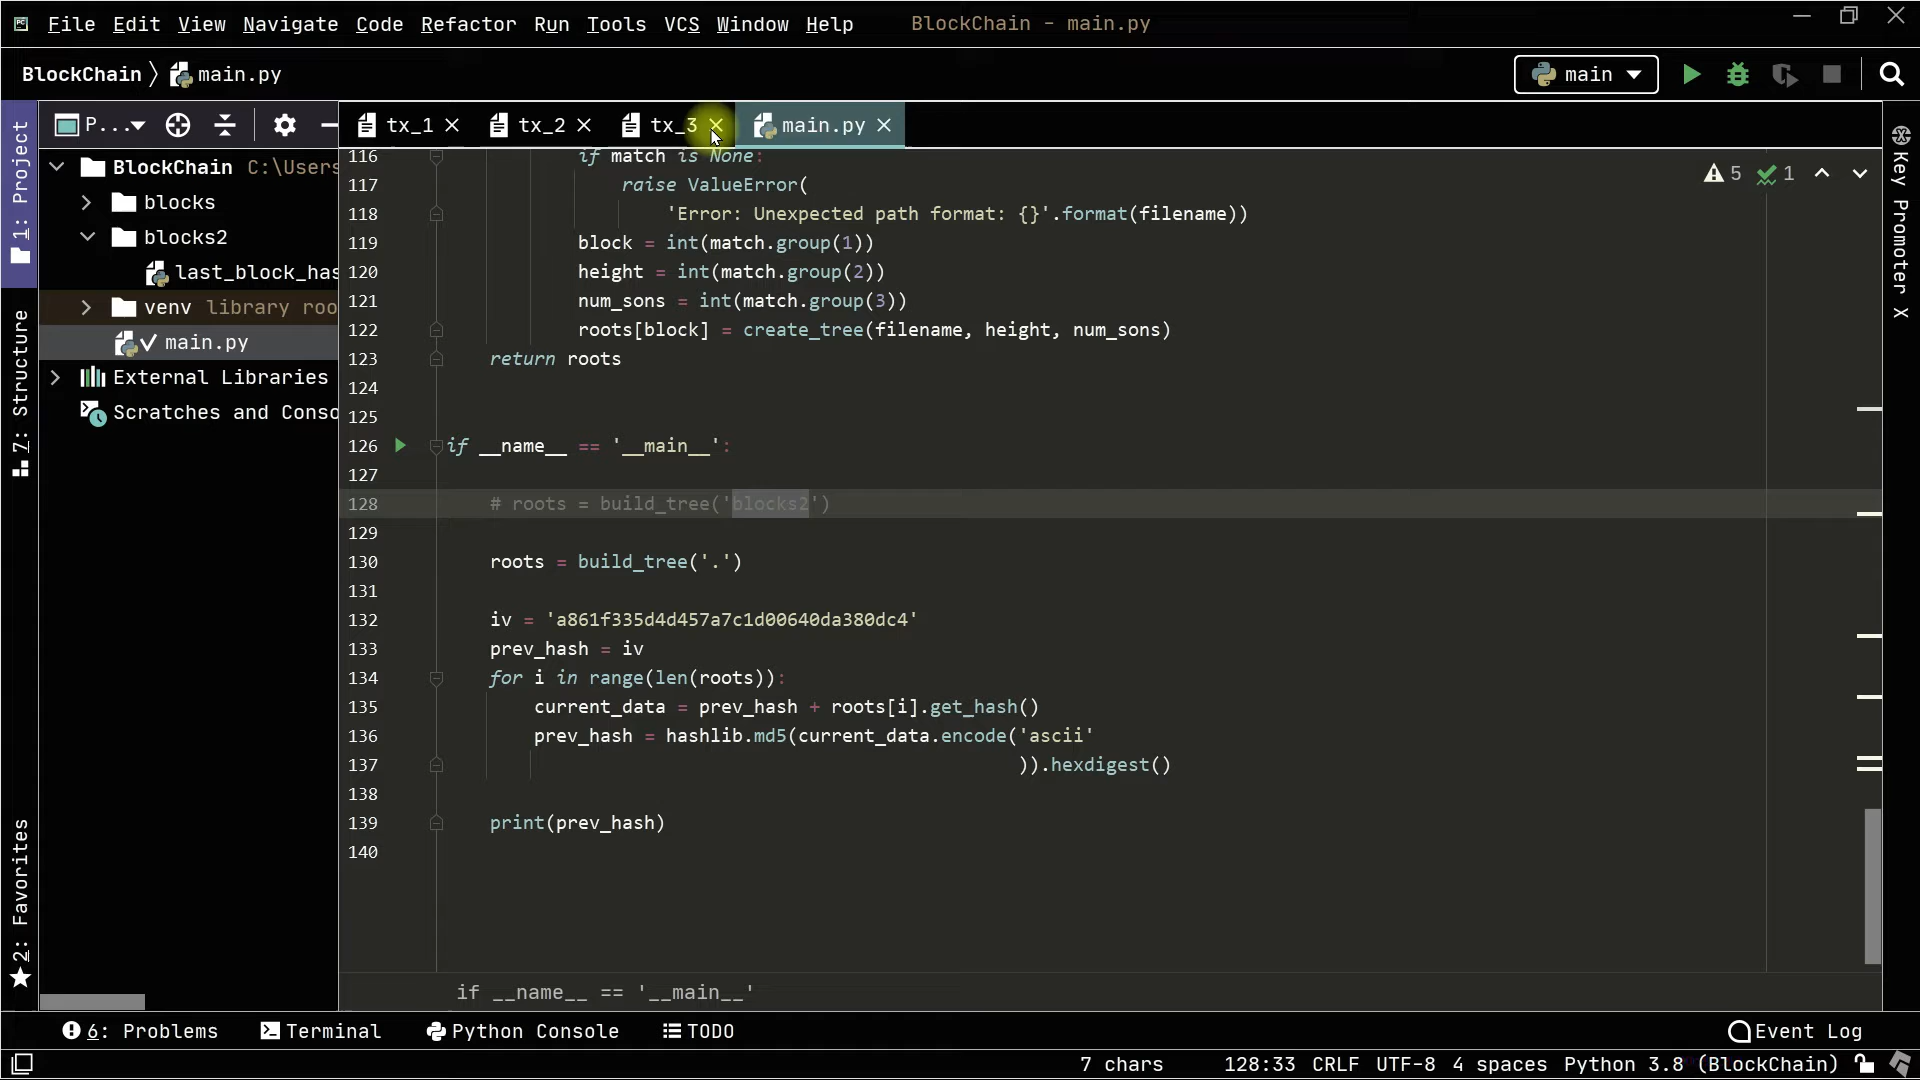 File Edit View Navigate Code Refactor Run Tools VCS Window Help BlockChain - main.py
BlockChain main.py
main
P...
tx_1
tx_2
tx_3
main.py
1: Project
7: Structure
2: Favorites
BlockChain C:\Users
blocks
blocks2
last_block_has
venv library roo
main.py
External Libraries
Scratches and Conso
5 1
Key Promoter X
116 if match is None:
117 raise ValueError(
118 'Error: Unexpected path format: {}'.format(filename))
119 block = int(match.group(1))
120 height = int(match.group(2))
121 num_sons = int(match.group(3))
122 roots[block] = create_tree(filename, height, num_sons)
123 return roots
124
125
126 if __name__ == '__main__':
127
128 # roots = build_tree('blocks2')
129
130 roots = build_tree('.')
131
132 iv = 'a861f335d4d457a7c1d00640da380dc4'
133 prev_hash = iv
134 for i in range(len(roots)):
135 current_data = prev_hash + roots[i].get_hash()
136 prev_hash = hashlib.md5(current_data.encode('ascii'
137 )).hexdigest()
138
139 print(prev_hash)
140
if __name__ == '__main__'
6: Problems Terminal Python Console TODO Event Log
7 chars 128:33 CRLF UTF-8 4 spaces Python 3.8 (BlockChain)